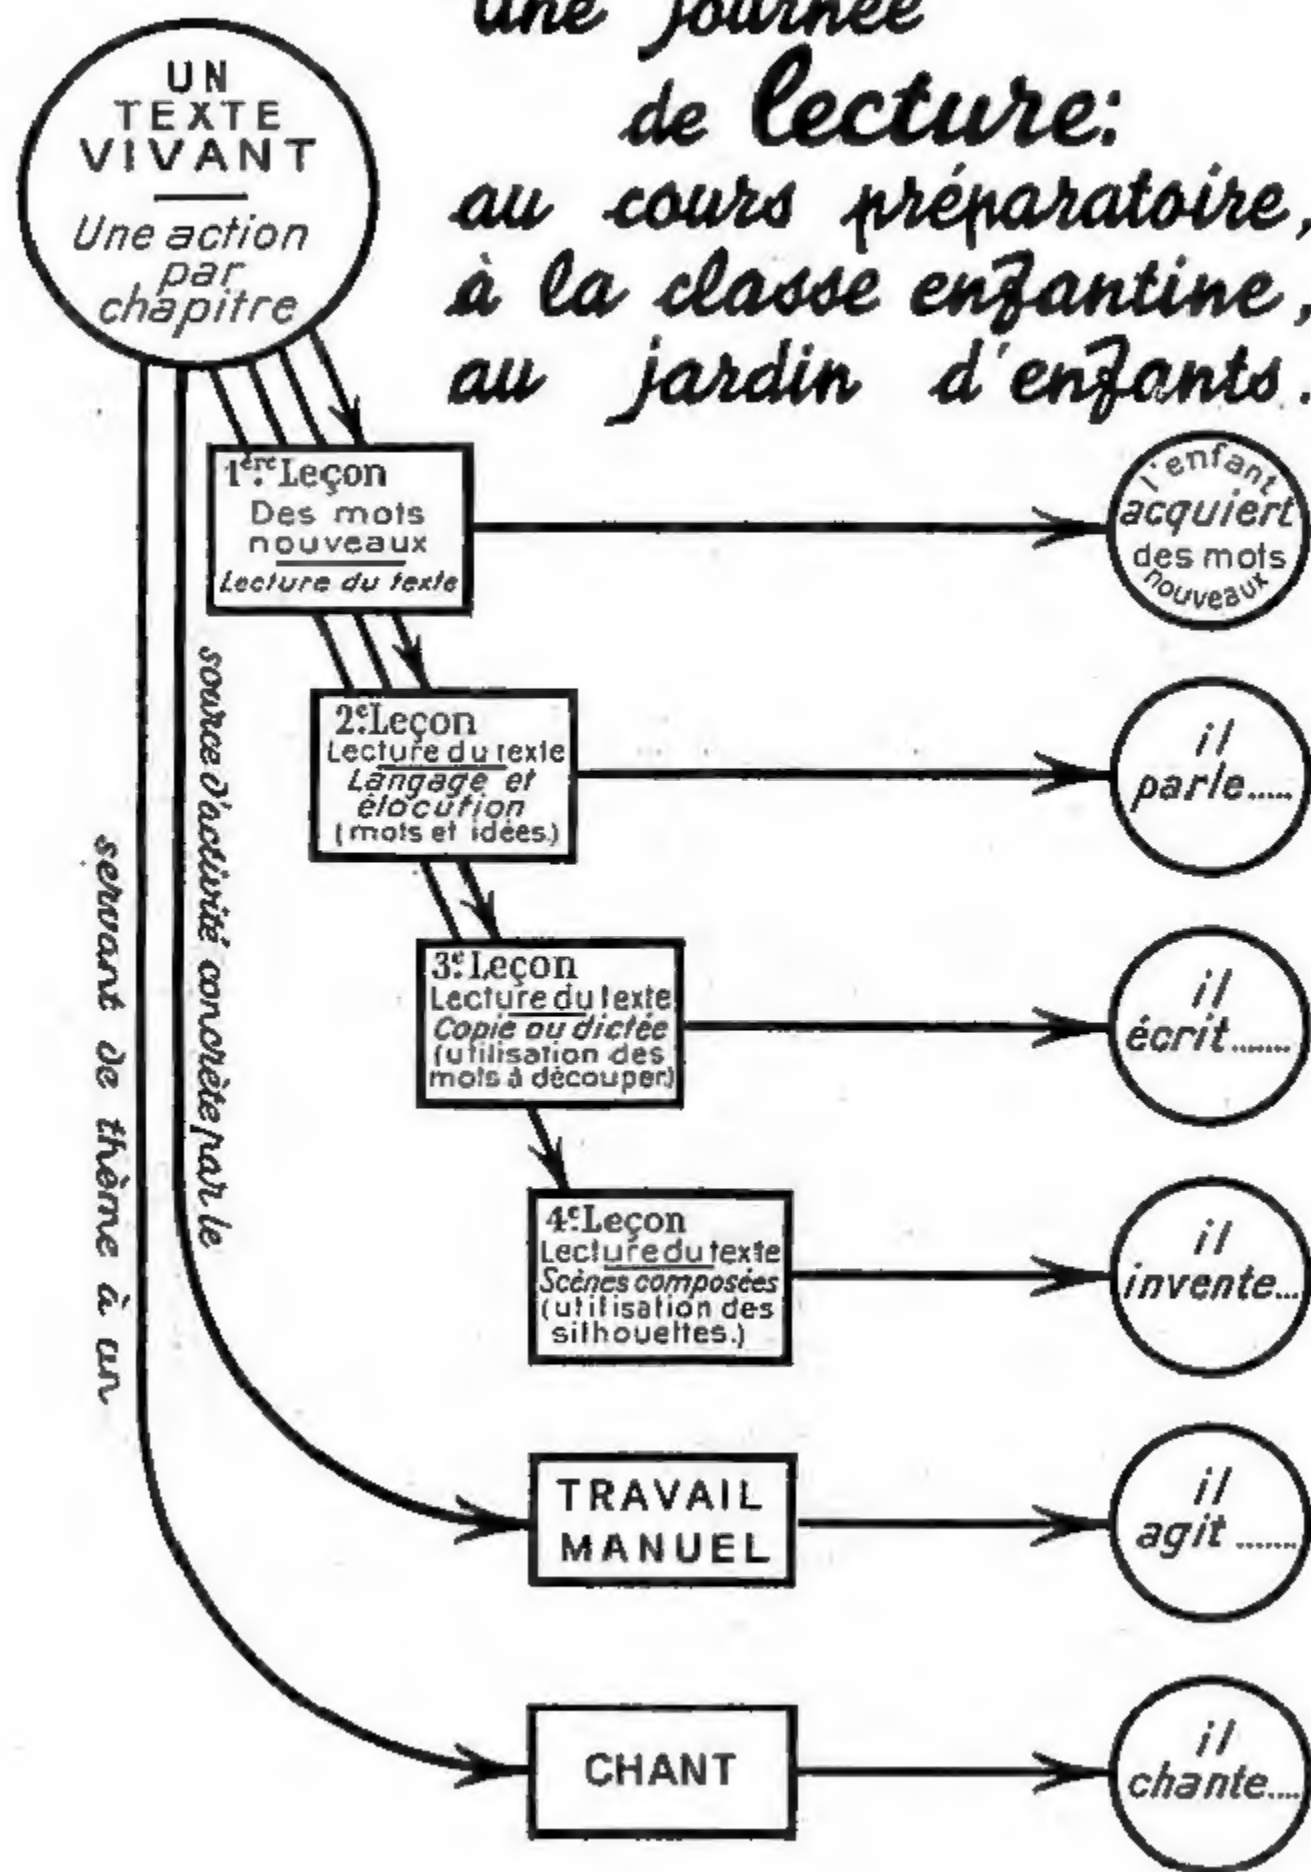 une journée
de lecture:
au cours préparatoire,
à la classe enfantine,
au jardin d'enfants.
UN
TEXTE
VIVANT
Une action
par
chapitre
1ère Leçon
Des mots
nouveaux
Lecture du texte
l'enfant
acquiert
des mots
nouveaux
2e Leçon
Lecture du texte
Langage et
élocution
(mots et idées.)
il
parle.....
3e Leçon
Lecture du texte
Copie ou dictée
(utilisation des
mots à découper)
il
écrit.......
4e Leçon
Lecture du texte
Scènes composées
(utilisation des
silhouettes.)
il
invente...
source d'activité concrète par le
TRAVAIL
MANUEL
il
agit.......
servant de thème à un
CHANT
il
chante....